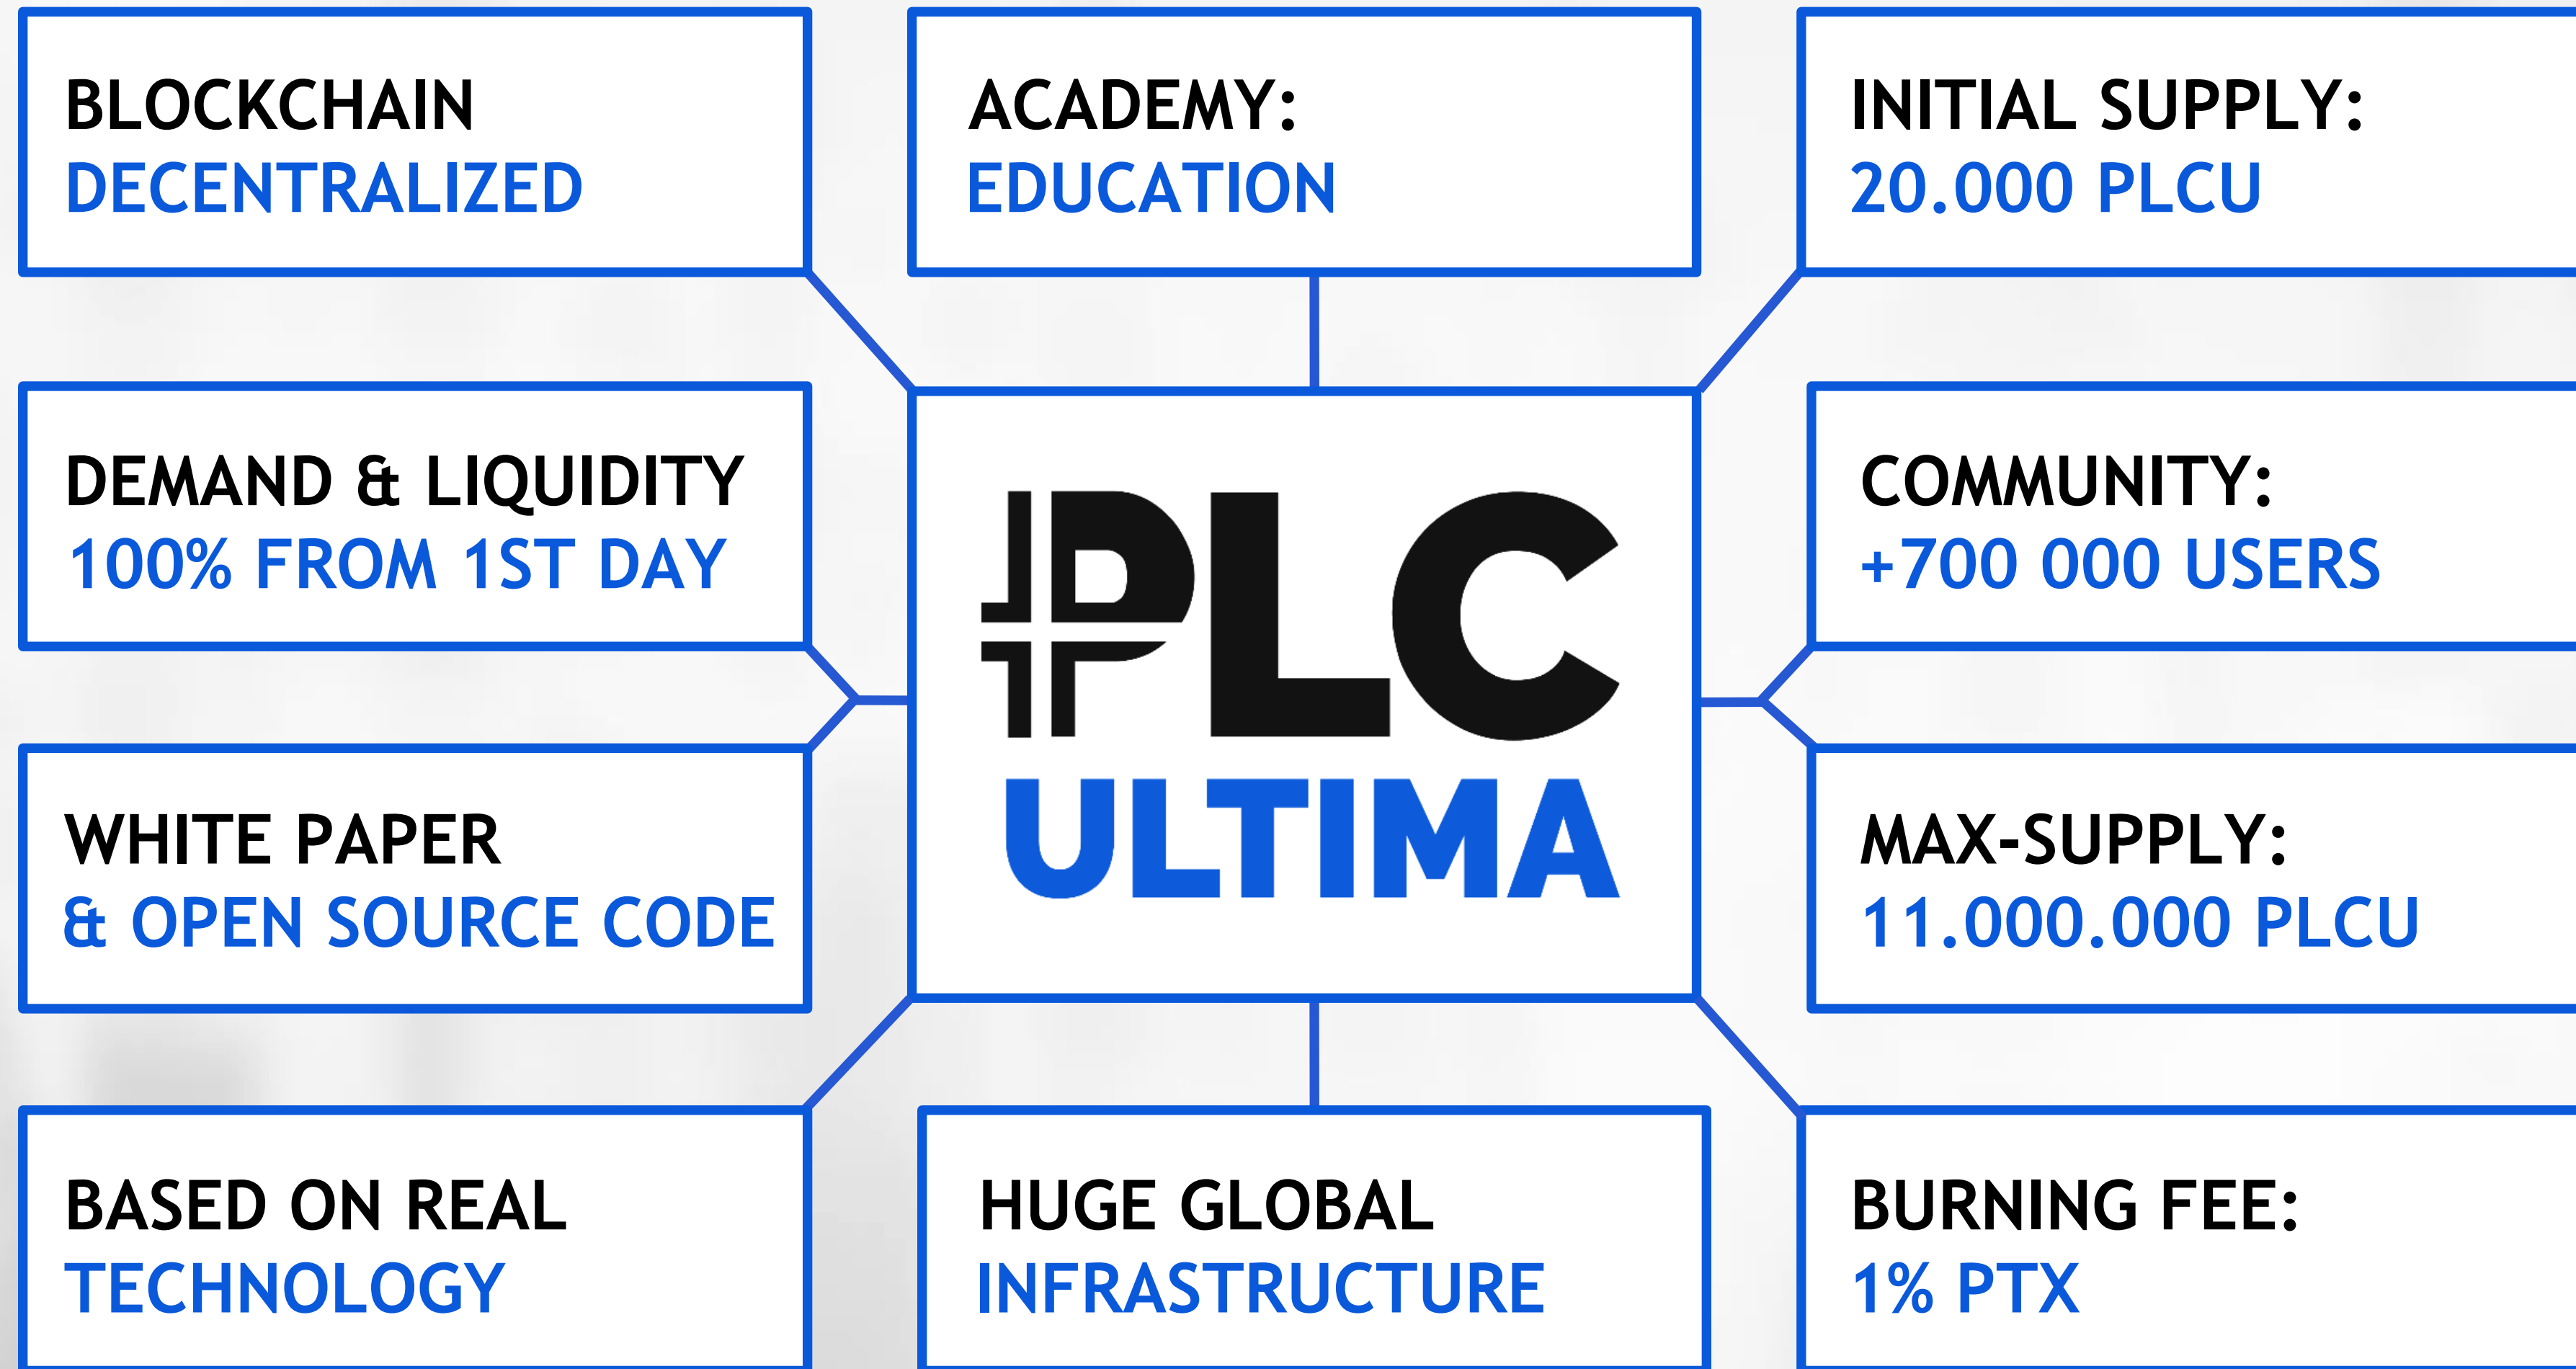 BLOCKCHAIN
DECENTRALIZED
ACADEMY:
EDUCATION
INITIAL SUPPLY:
20.000 PLCU
DEMAND & LIQUIDITY
100% FROM 1ST DAY
PLC
ULTIMA
COMMUNITY:
+700 000 USERS
WHITE PAPER
& OPEN SOURCE CODE
MAX-SUPPLY:
11.000.000 PLCU
BASED ON REAL
TECHNOLOGY
HUGE GLOBAL
INFRASTRUCTURE
BURNING FEE:
1% PTX